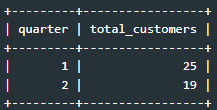 +---------+-----------------+
| quarter | total_customers |
+---------+-----------------+
|       1 |              25 |
|       2 |              19 |
+---------+-----------------+